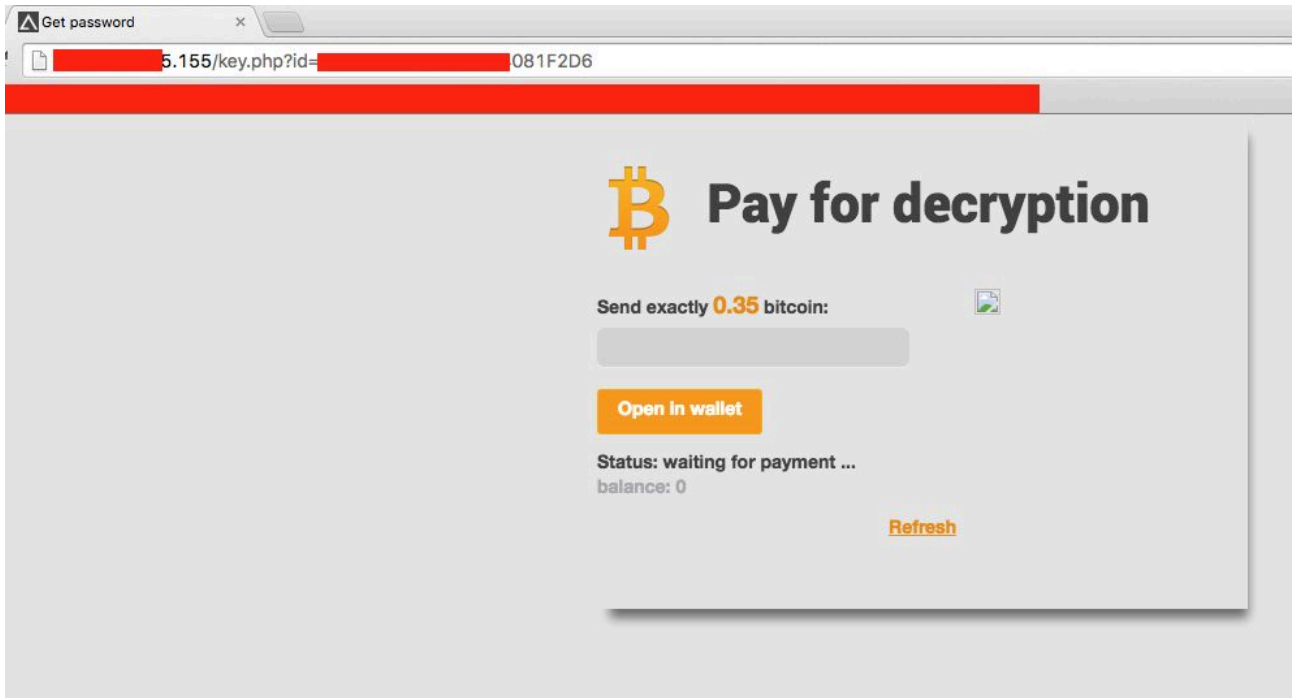 Get password
5.155/key.php?id= 081F2D6
Pay for decryption
Send exactly 0.35 bitcoin:
Open in wallet
Status: waiting for payment ...
balance: 0
Refresh